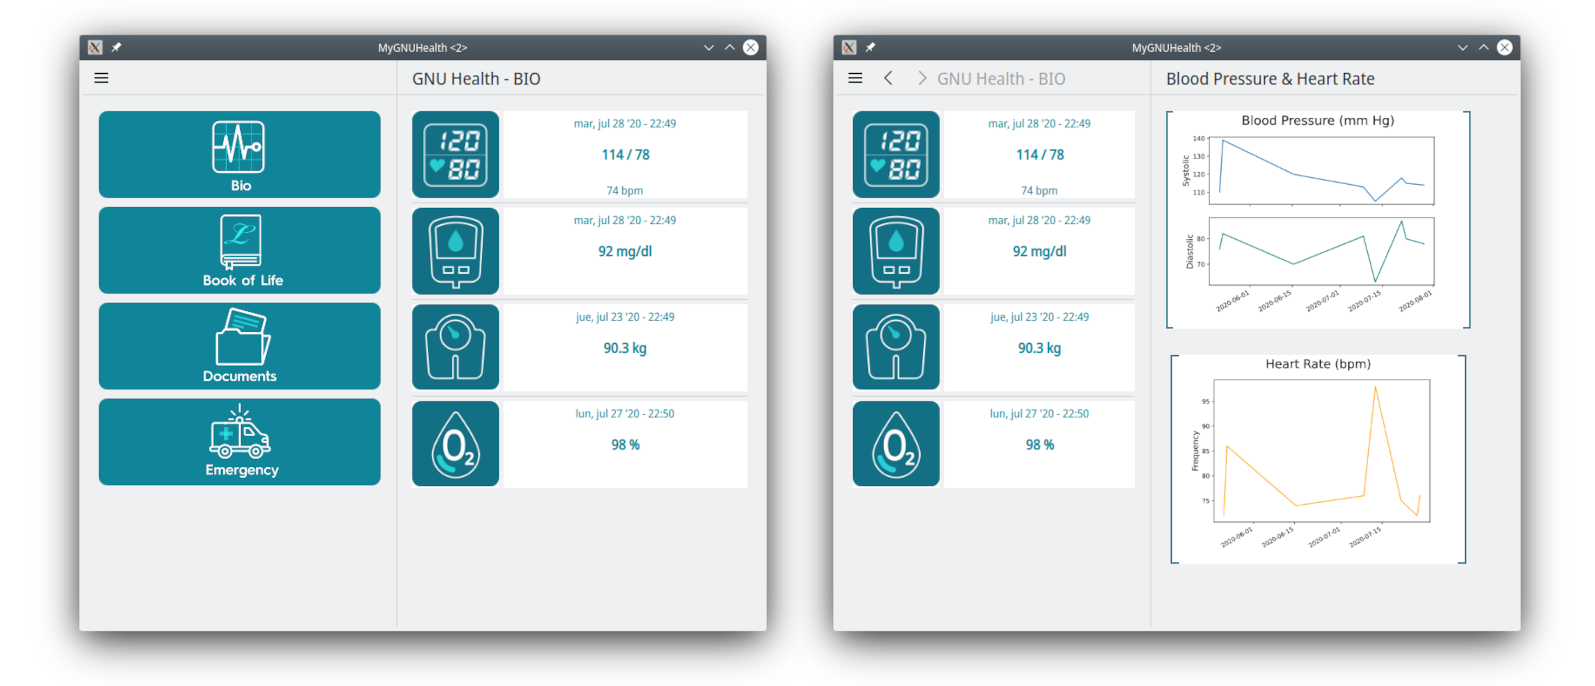 MyGNUHealth <2>
GNU Health - BIO
Bio
Book of Life
Documents
Emergency
120
80
mar, jul 28 '20 - 22:49
114 / 78
74 bpm
mar, jul 28 '20 - 22:49
92 mg/dl
jue, jul 23 '20 - 22:49
90.3 kg
O2
lun, jul 27 '20 - 22:50
98 %
MyGNUHealth <2>
GNU Health - BIO
Blood Pressure & Heart Rate
120
80
mar, jul 28 '20 - 22:49
114 / 78
74 bpm
mar, jul 28 '20 - 22:49
92 mg/dl
jue, jul 23 '20 - 22:49
90.3 kg
O2
lun, jul 27 '20 - 22:50
98 %
Blood Pressure (mm Hg)
Systolic
140
130
120
110
Diastolic
80
70
2020-06-01 2020-06-15 2020-07-01 2020-07-15 2020-08-01
Heart Rate (bpm)
Frequency
95
90
85
80
75
2020-06-01 2020-06-15 2020-07-01 2020-07-15